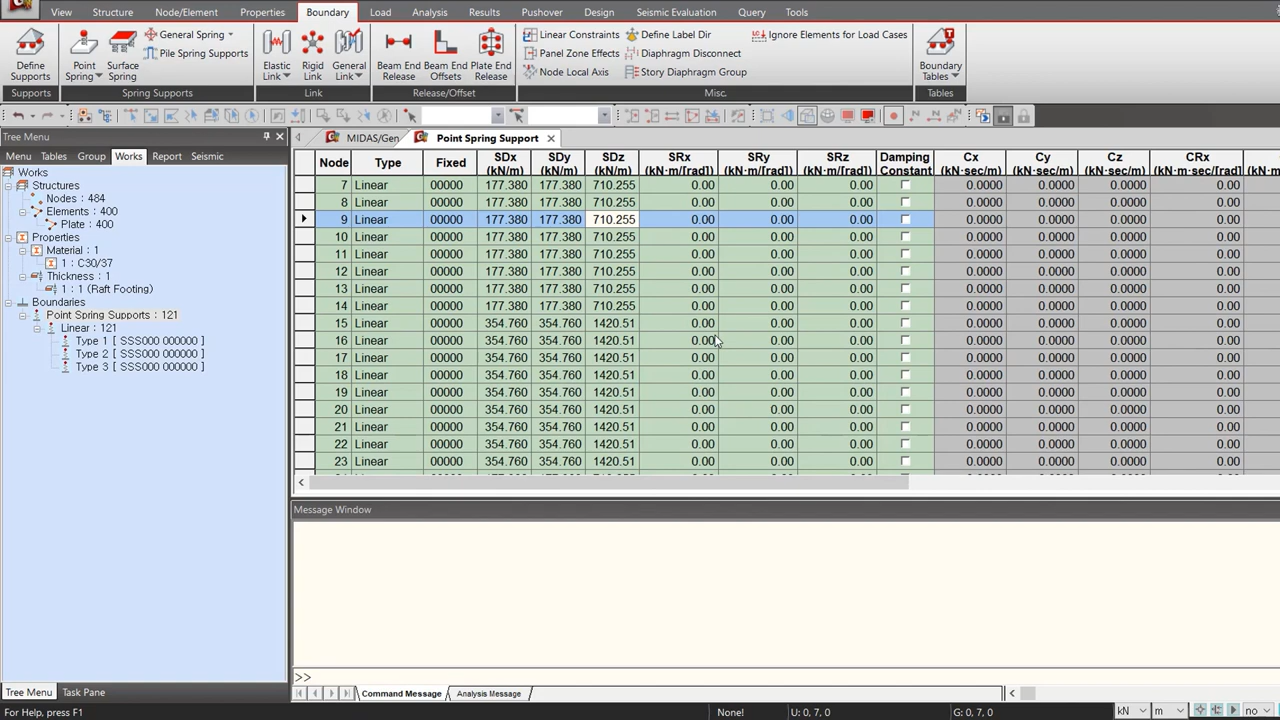 View Structure Node/Element Properties Boundary Load Analysis Results Pushover Design Seismic Evaluation Query Tools
Define Supports
Supports
Point Spring
Surface Spring
General Spring
Pile Spring Supports
Spring Supports
Elastic Link
Rigid Link
General Link
Link
Beam End Release
Beam End Offsets
Plate End Release
Release/Offset
Linear Constraints
Panel Zone Effects
Node Local Axis
Define Label Dir
Diaphragm Disconnect
Story Diaphragm Group
Ignore Elements for Load Cases
Misc.
Boundary Tables
Tables
Tree Menu
Menu Tables Group Works Report Seismic
Works
Structures
Nodes : 484
Elements : 400
Plate : 400
Properties
Material : 1
1 : C30/37
Thickness : 1
1 : 1 (Raft Footing)
Boundaries
Point Spring Supports : 121
Linear : 121
Type 1 [ SSS000 000000 ]
Type 2 [ SSS000 000000 ]
Type 3 [ SSS000 000000 ]
Tree Menu Task Pane
MIDAS/Gen Point Spring Support
Node Type Fixed SDx (kN/m) SDy (kN/m) SDz (kN/m) SRx (kN·m/[rad]) SRy (kN·m/[rad]) SRz (kN·m/[rad]) Damping Constant Cx (kN·sec/m) Cy (kN·sec/m) Cz (kN·sec/m) CRx (kN·m·sec/[rad]) (kN·m
7 Linear 00000 177.380 177.380 710.255 0.00 0.00 0.00 0.0000 0.0000 0.0000 0.00
8 Linear 00000 177.380 177.380 710.255 0.00 0.00 0.00 0.0000 0.0000 0.0000 0.00
9 Linear 00000 177.380 177.380 710.255 0.00 0.00 0.00 0.0000 0.0000 0.0000 0.00
10 Linear 00000 177.380 177.380 710.255 0.00 0.00 0.00 0.0000 0.0000 0.0000 0.00
11 Linear 00000 177.380 177.380 710.255 0.00 0.00 0.00 0.0000 0.0000 0.0000 0.00
12 Linear 00000 177.380 177.380 710.255 0.00 0.00 0.00 0.0000 0.0000 0.0000 0.00
13 Linear 00000 177.380 177.380 710.255 0.00 0.00 0.00 0.0000 0.0000 0.0000 0.00
14 Linear 00000 177.380 177.380 710.255 0.00 0.00 0.00 0.0000 0.0000 0.0000 0.00
15 Linear 00000 354.760 354.760 1420.51 0.00 0.00 0.00 0.0000 0.0000 0.0000 0.00
16 Linear 00000 354.760 354.760 1420.51 0.00 0.00 0.00 0.0000 0.0000 0.0000 0.00
17 Linear 00000 354.760 354.760 1420.51 0.00 0.00 0.00 0.0000 0.0000 0.0000 0.00
18 Linear 00000 354.760 354.760 1420.51 0.00 0.00 0.00 0.0000 0.0000 0.0000 0.00
19 Linear 00000 354.760 354.760 1420.51 0.00 0.00 0.00 0.0000 0.0000 0.0000 0.00
20 Linear 00000 354.760 354.760 1420.51 0.00 0.00 0.00 0.0000 0.0000 0.0000 0.00
21 Linear 00000 354.760 354.760 1420.51 0.00 0.00 0.00 0.0000 0.0000 0.0000 0.00
22 Linear 00000 354.760 354.760 1420.51 0.00 0.00 0.00 0.0000 0.0000 0.0000 0.00
23 Linear 00000 354.760 354.760 1420.51 0.00 0.00 0.00 0.0000 0.0000 0.0000 0.00
Message Window
>>
Command Message Analysis Message
For Help, press F1 None! U: 0, 7, 0 G: 0, 7, 0 kN m no